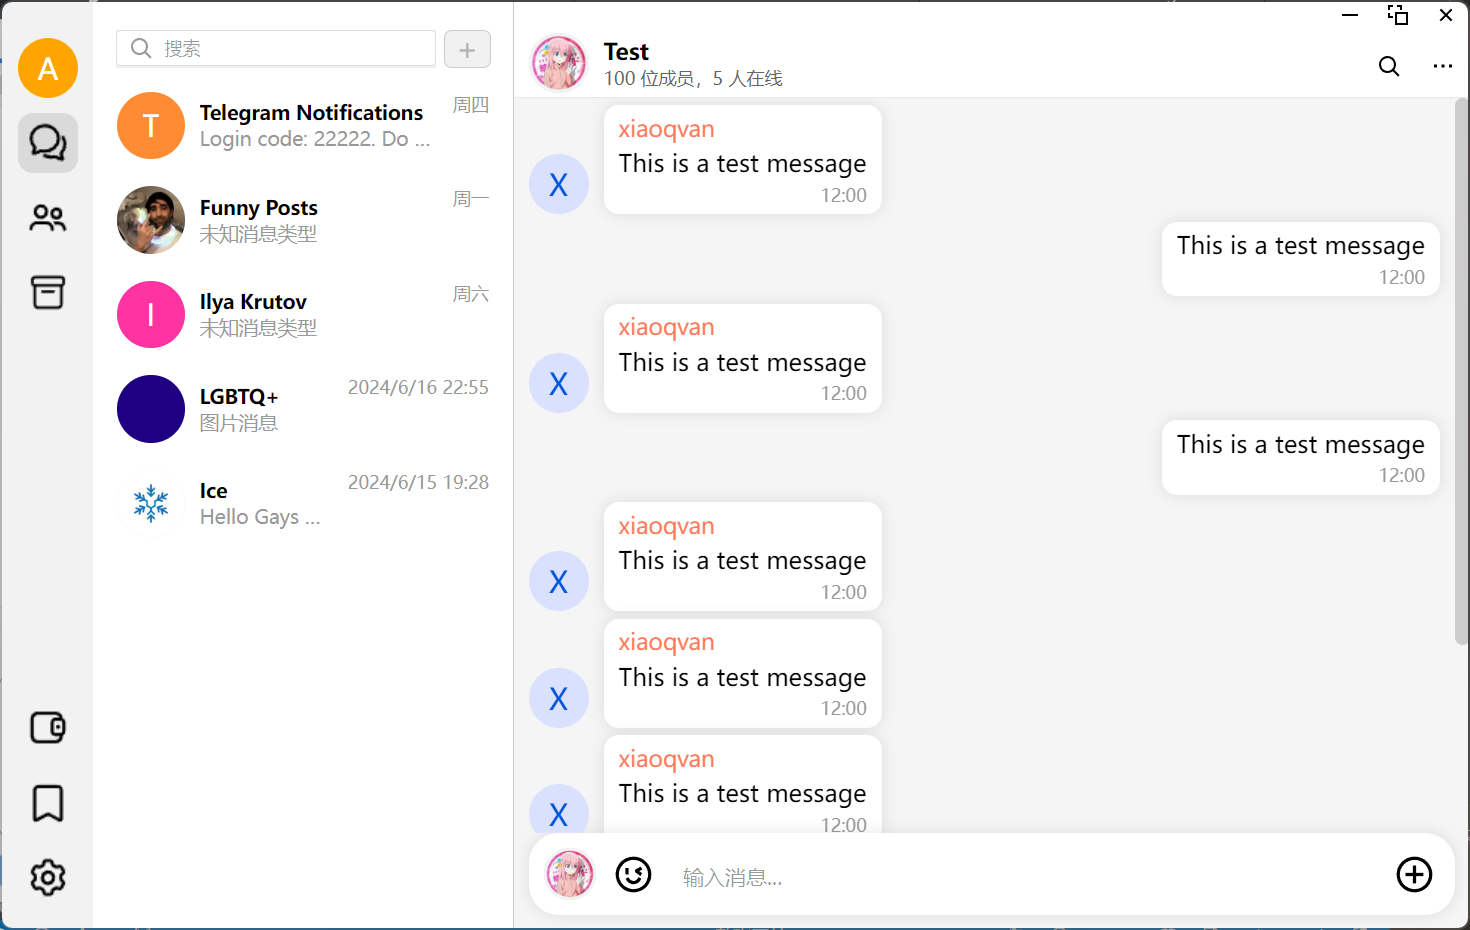 A
搜索
T
Telegram Notifications
周四
Login code: 22222. Do ...
Funny Posts
周一
未知消息类型
I
Ilya Krutov
周六
未知消息类型
LGBTQ+
2024/6/16 22:55
图片消息
Ice
2024/6/15 19:28
Hello Gays ...
Test
100 位成员，5 人在线
xiaoqvan
This is a test message
12:00
X
This is a test message
12:00
xiaoqvan
This is a test message
12:00
X
This is a test message
12:00
xiaoqvan
This is a test message
12:00
X
xiaoqvan
This is a test message
12:00
X
xiaoqvan
This is a test message
12:00
X
输入消息...